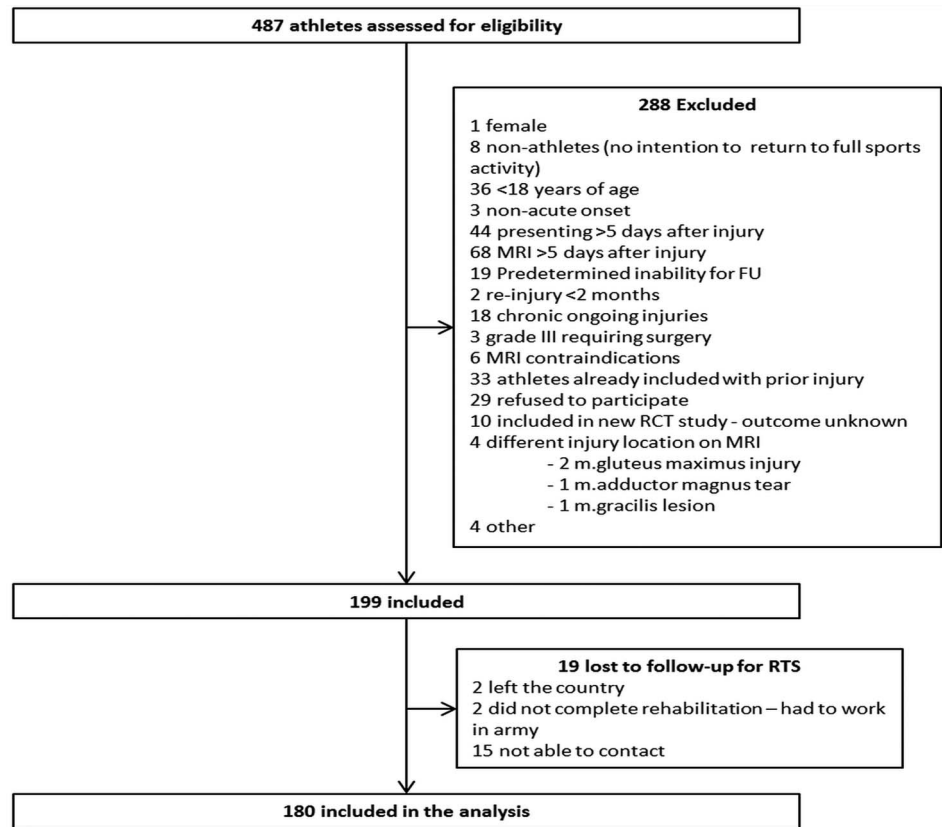 487 athletes assessed for eligibility
288 Excluded
1 female
8 non-athletes (no intention to return to full sports
activity)
36 <18 years of age
3 non-acute onset
44 presenting >5 days after injury
68 MRI >5 days after injury
19 Predetermined inability for FU
2 re-injury <2 months
18 chronic ongoing injuries
3 grade III requiring surgery
6 MRI contraindications
33 athletes already included with prior injury
29 refused to participate
10 included in new RCT study - outcome unknown
4 different injury location on MRI
- 2 m.gluteus maximus injury
- 1 m.adductor magnus tear
- 1 m.gracilis lesion
4 other
199 included
19 lost to follow-up for RTS
2 left the country
2 did not complete rehabilitation – had to work
in army
15 not able to contact
180 included in the analysis